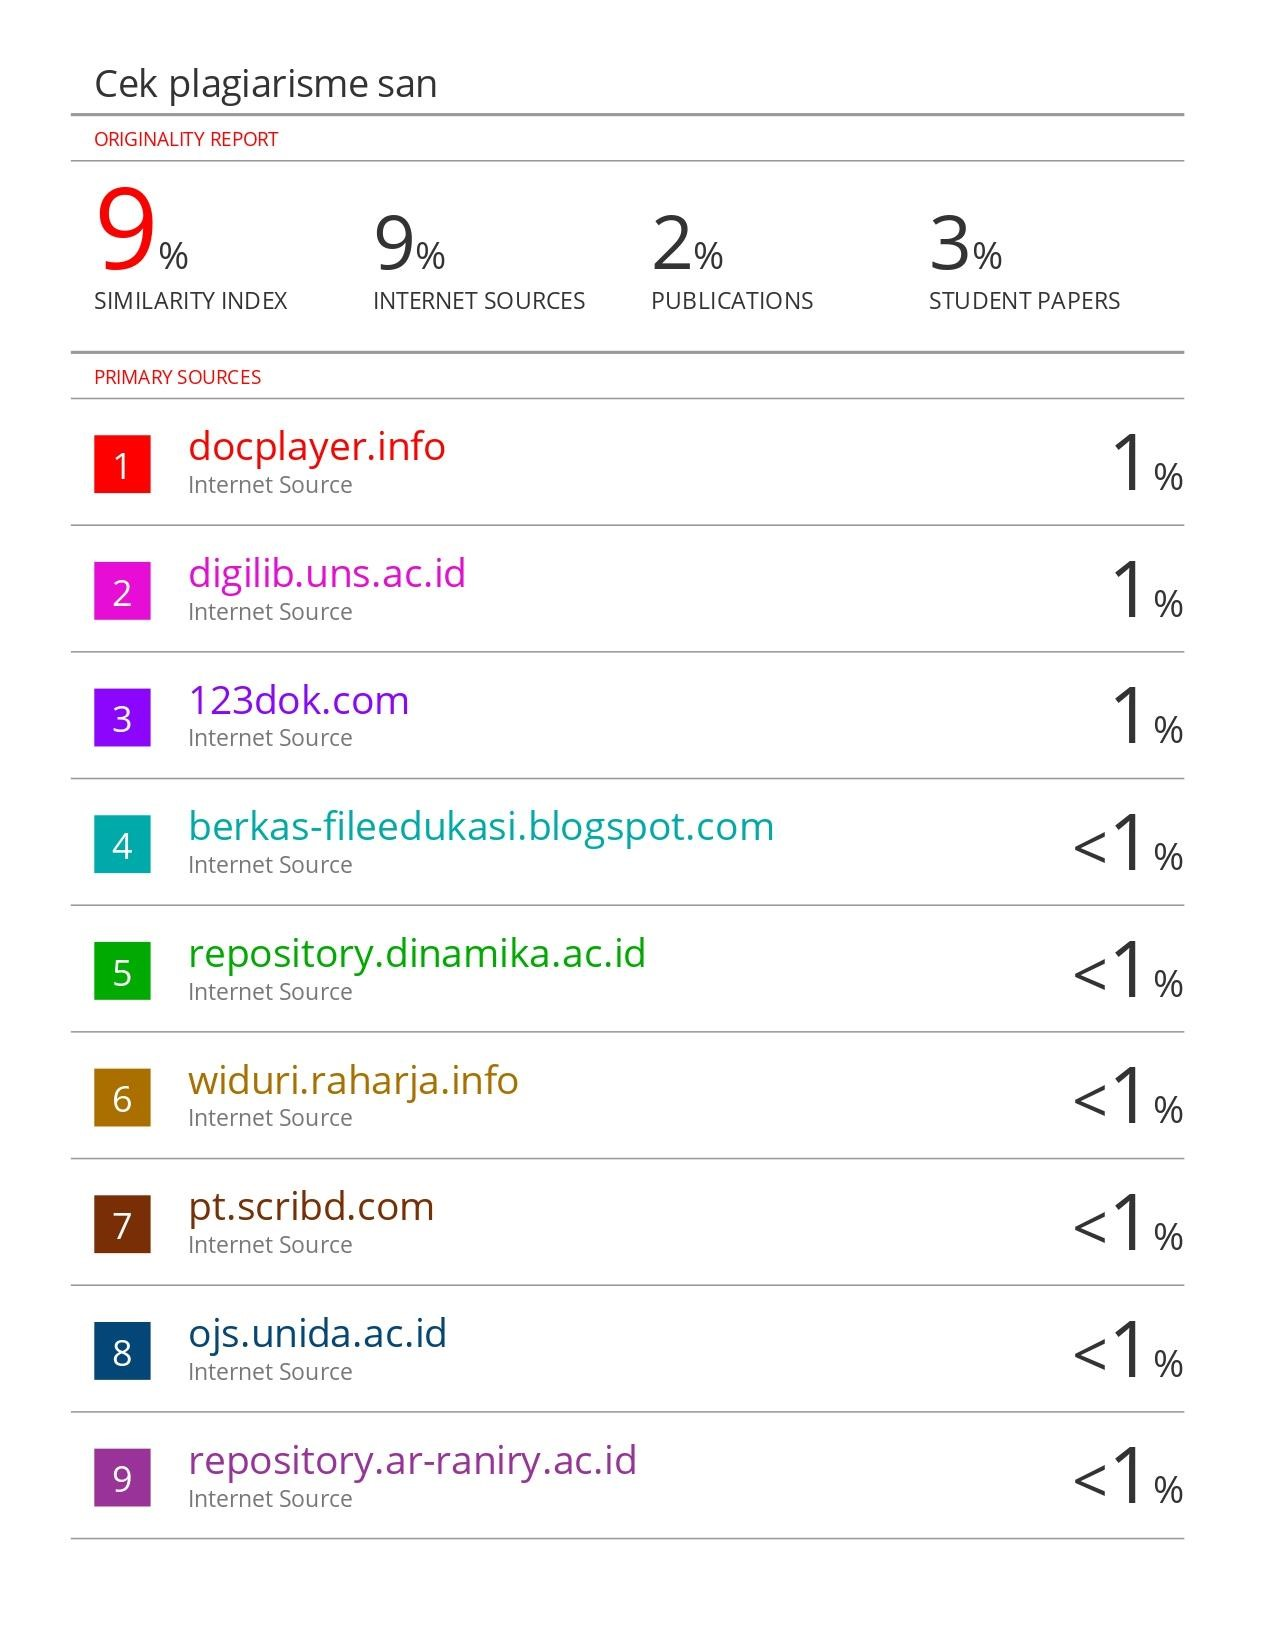 Cek plagiarisme san
ORIGINALITY REPORT
9% 9% 2% 3%
SIMILARITY INDEX INTERNET SOURCES PUBLICATIONS STUDENT PAPERS
PRIMARY SOURCES
1 docplayer.info 1%
Internet Source
2 digilib.uns.ac.id 1%
Internet Source
3 123dok.com 1%
Internet Source
4 berkas-fileedukasi.blogspot.com <1%
Internet Source
5 repository.dinamika.ac.id <1%
Internet Source
6 widuri.raharja.info <1%
Internet Source
7 pt.scribd.com <1%
Internet Source
8 ojs.unida.ac.id <1%
Internet Source
9 repository.ar-raniry.ac.id <1%
Internet Source